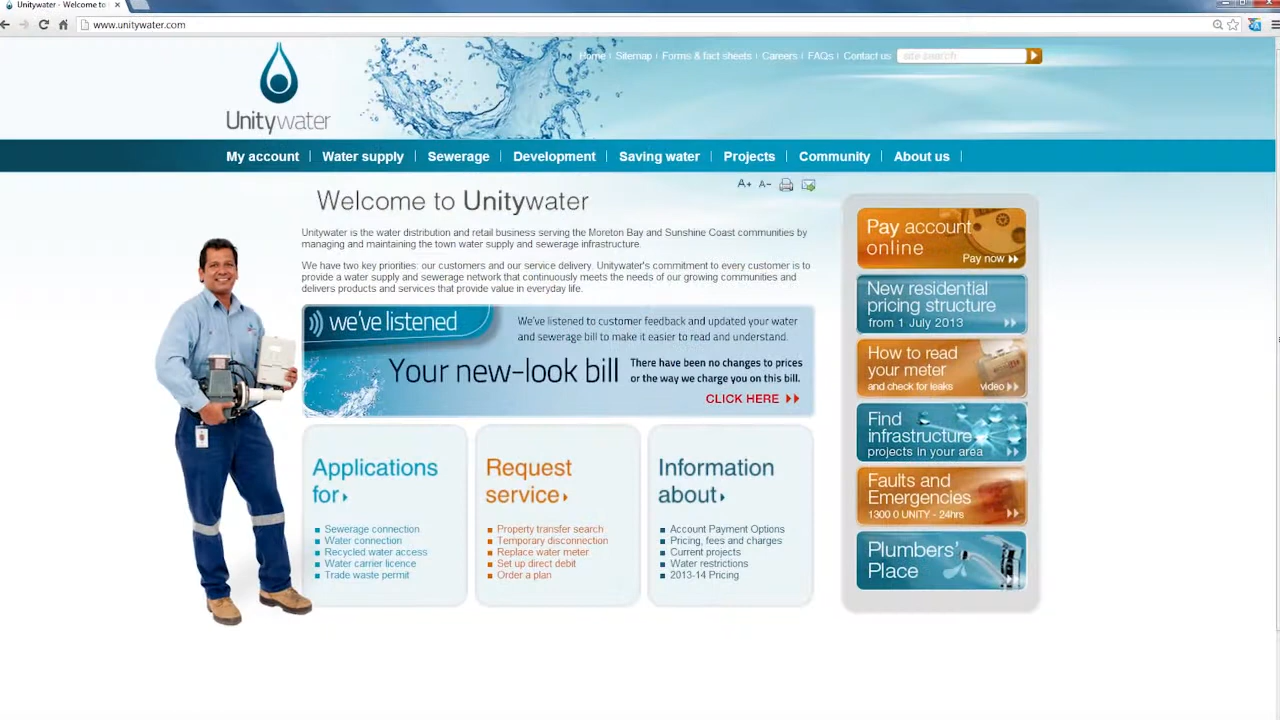 Unitywater - Welcome to
www.unitywater.com
Home Sitemap Forms & fact sheets Careers FAQs Contact us site search
Unitywater
My account Water supply Sewerage Development Saving water Projects Community About us
A+ A-
Welcome to Unitywater
Unitywater is the water distribution and retail business serving the Moreton Bay and Sunshine Coast communities by
managing and maintaining the town water supply and sewerage infrastructure.
We have two key priorities: our customers and our service delivery. Unitywater's commitment to every customer is to
provide a water supply and sewerage network that continuously meets the needs of our growing communities and
delivers products and services that provide value in everyday life.
we've listened
We've listened to customer feedback and updated your water
and sewerage bill to make it easier to read and understand.
Your new-look bill
There have been no changes to prices
or the way we charge you on this bill.
CLICK HERE
Applications
for
Sewerage connection
Water connection
Recycled water access
Water carrier licence
Trade waste permit
Request
service
Property transfer search
Temporary disconnection
Replace water meter
Set up direct debit
Order a plan
Information
about
Account Payment Options
Pricing, fees and charges
Current projects
Water restrictions
2013-14 Pricing
Pay account
online
Pay now
New residential
pricing structure
from 1 July 2013
How to read
your meter
and check for leaks
video
Find
infrastructure
projects in your area
Faults and
Emergencies
1300 0 UNITY - 24hrs
Plumbers'
Place